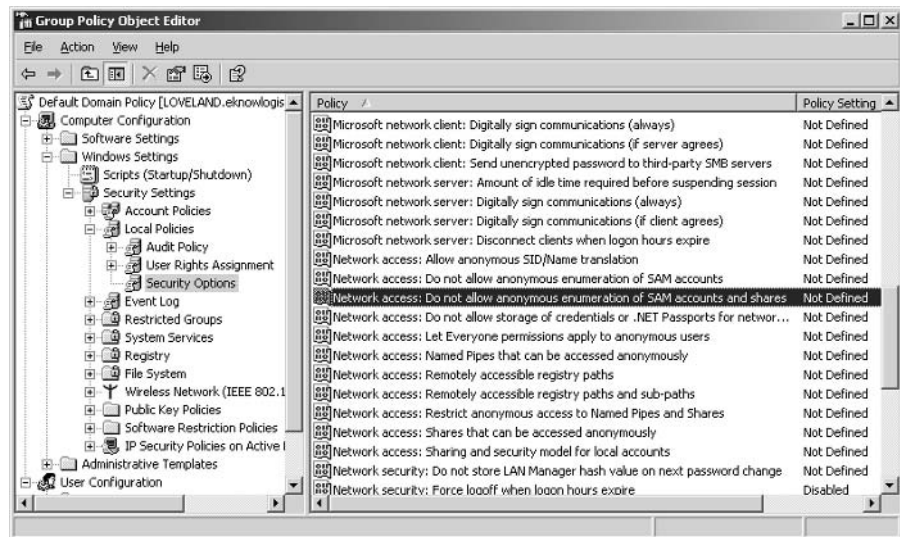 Group Policy Object Editor
File Action View Help
Default Domain Policy [LOVELAND.eknowlogis
Computer Configuration
Software Settings
Windows Settings
Scripts (Startup/Shutdown)
Security Settings
Account Policies
Local Policies
Audit Policy
User Rights Assignment
Security Options
Event Log
Restricted Groups
System Services
Registry
File System
Wireless Network (IEEE 802.1
Public Key Policies
Software Restriction Policies
IP Security Policies on Active
Administrative Templates
User Configuration
Policy Policy Setting
Microsoft network client: Digitally sign communications (always) Not Defined
Microsoft network client: Digitally sign communications (if server agrees) Not Defined
Microsoft network client: Send unencrypted password to third-party SMB servers Not Defined
Microsoft network server: Amount of idle time required before suspending session Not Defined
Microsoft network server: Digitally sign communications (always) Not Defined
Microsoft network server: Digitally sign communications (if client agrees) Not Defined
Microsoft network server: Disconnect clients when logon hours expire Not Defined
Network access: Allow anonymous SID/Name translation Not Defined
Network access: Do not allow anonymous enumeration of SAM accounts Not Defined
Network access: Do not allow anonymous enumeration of SAM accounts and shares Not Defined
Network access: Do not allow storage of credentials or .NET Passports for networ... Not Defined
Network access: Let Everyone permissions apply to anonymous users Not Defined
Network access: Named Pipes that can be accessed anonymously Not Defined
Network access: Remotely accessible registry paths Not Defined
Network access: Remotely accessible registry paths and sub-paths Not Defined
Network access: Restrict anonymous access to Named Pipes and Shares Not Defined
Network access: Shares that can be accessed anonymously Not Defined
Network access: Sharing and security model for local accounts Not Defined
Network security: Do not store LAN Manager hash value on next password change Not Defined
Network security: Force logoff when logon hours expire Disabled